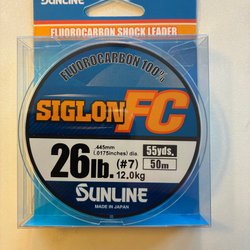 SUNLINE
FLUOROCARBON SHOCK LEADER
FLUOROCARBON 100%
SIGLON FC
.445mm
(.0175inches) dia.
55yds.
50m
26lb. (#7)
12.0kg
SUNLINE
MADE IN JAPAN